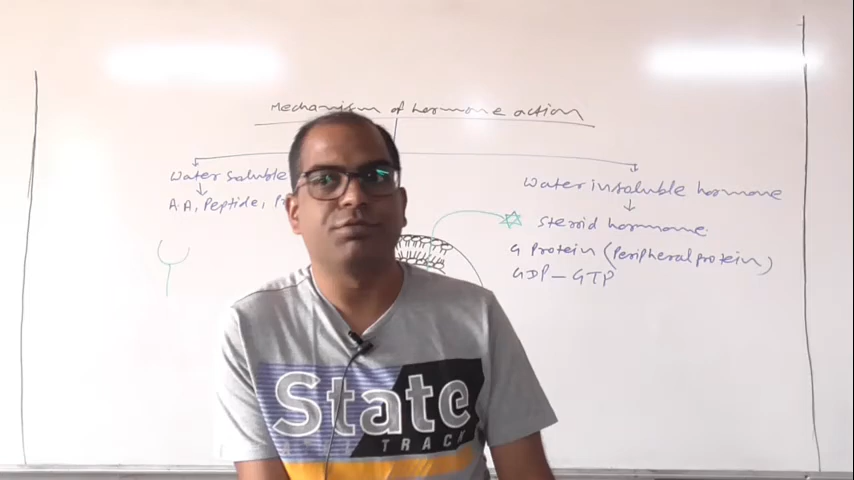 Mechanism of hormone action
Water soluble
A.A, Peptide,
Water insoluble hormone
Steroid hormone.
G Protein (Peripheral protein)
GDP - GTP
State
TRACK